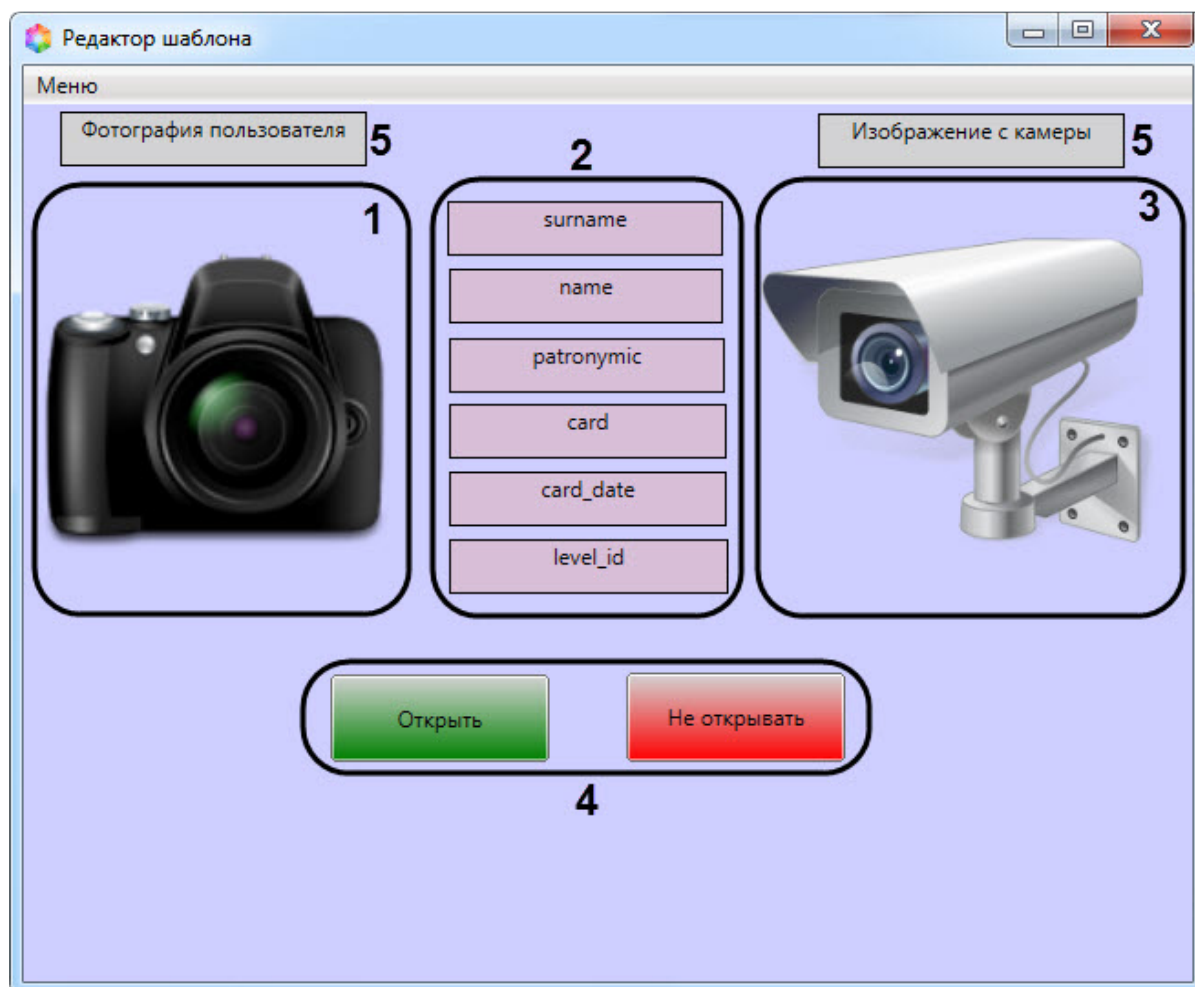 Редактор шаблона
Меню
Фотография пользователя 5
Изображение с камеры 5
1
2
3
surname
name
patronymic
card
card_date
level_id
Открыть
Не открывать
4